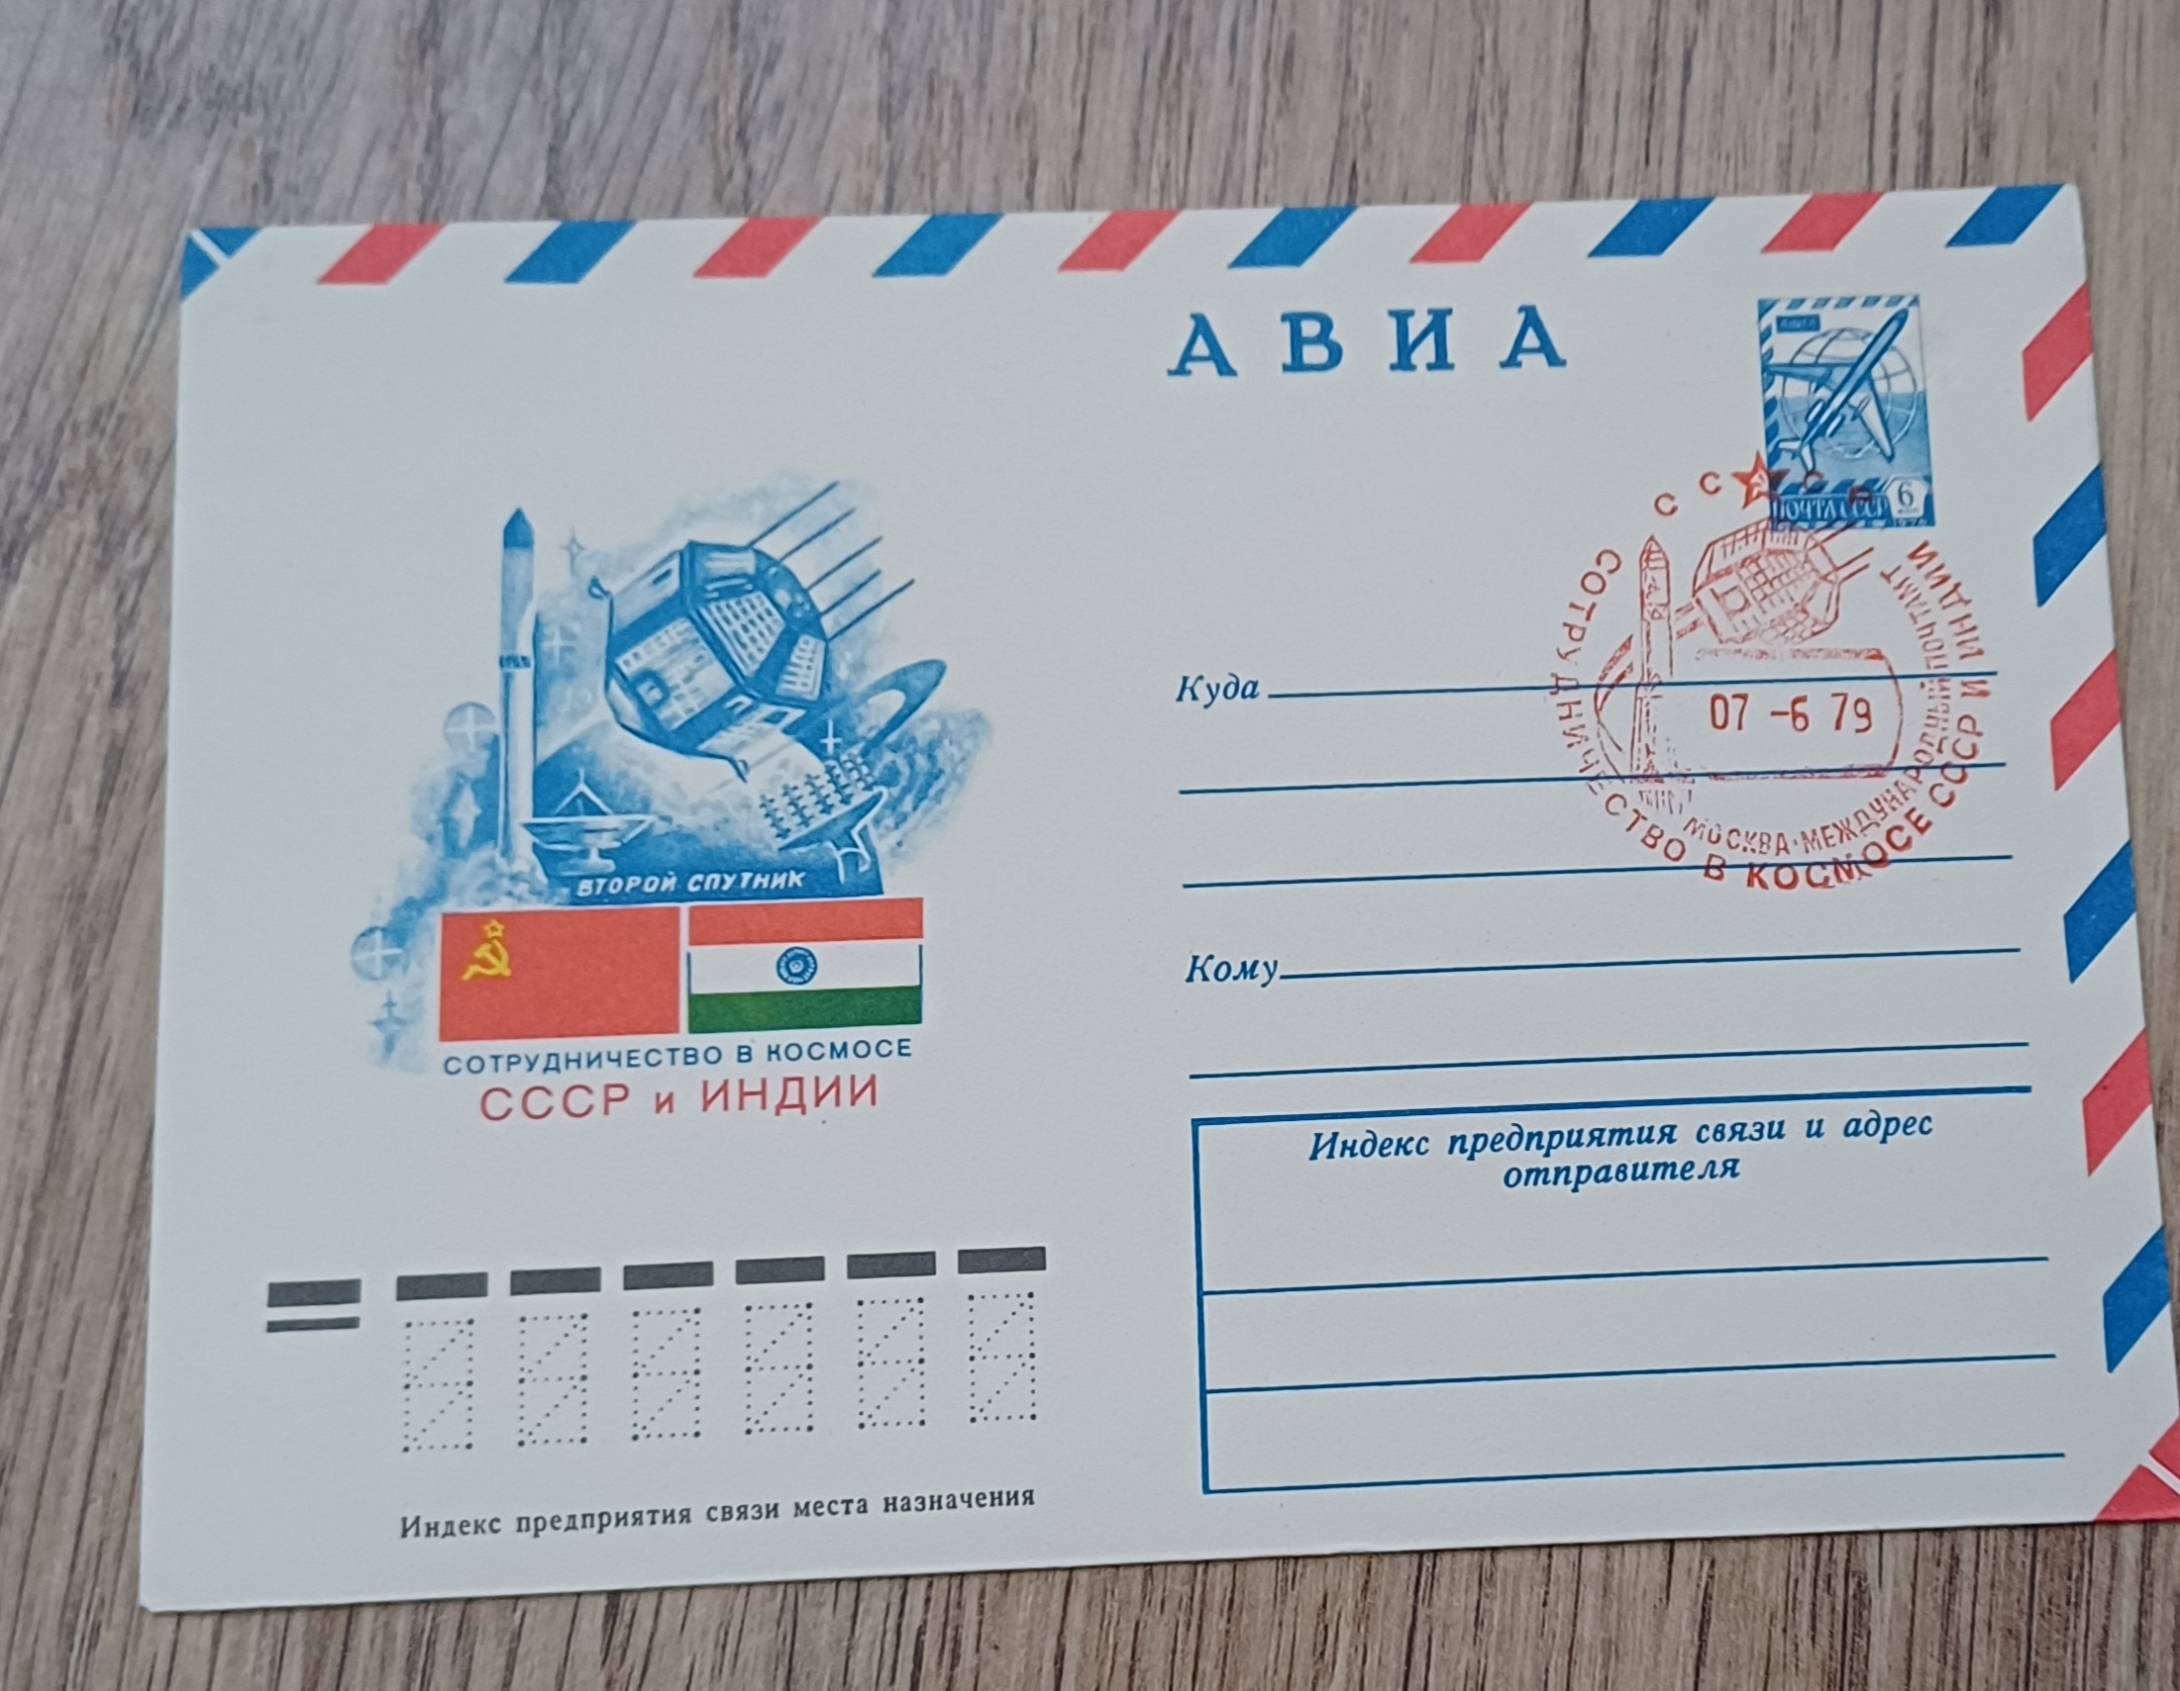 АВИА
АВИА
ПОЧТА СССР
6
СССР
СОТРУДНИЧЕСТВО В КОСМОСЕ СССР И ИНДИИ
МОСКВА·МЕЖДУНАРОДНЫЙ ПОЧТАМТ
07 -6 79
Куда
Кому
ВТОРОЙ СПУТНИК
СОТРУДНИЧЕСТВО В КОСМОСЕ
СССР и ИНДИИ
Индекс предприятия связи и адрес
отправителя
Индекс предприятия связи места назначения